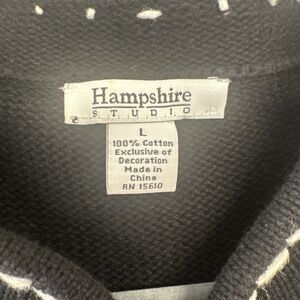 Hampshire
STUDIO
L
100% Cotton
Exclusive of
Decoration
Made in
China
RN 15610